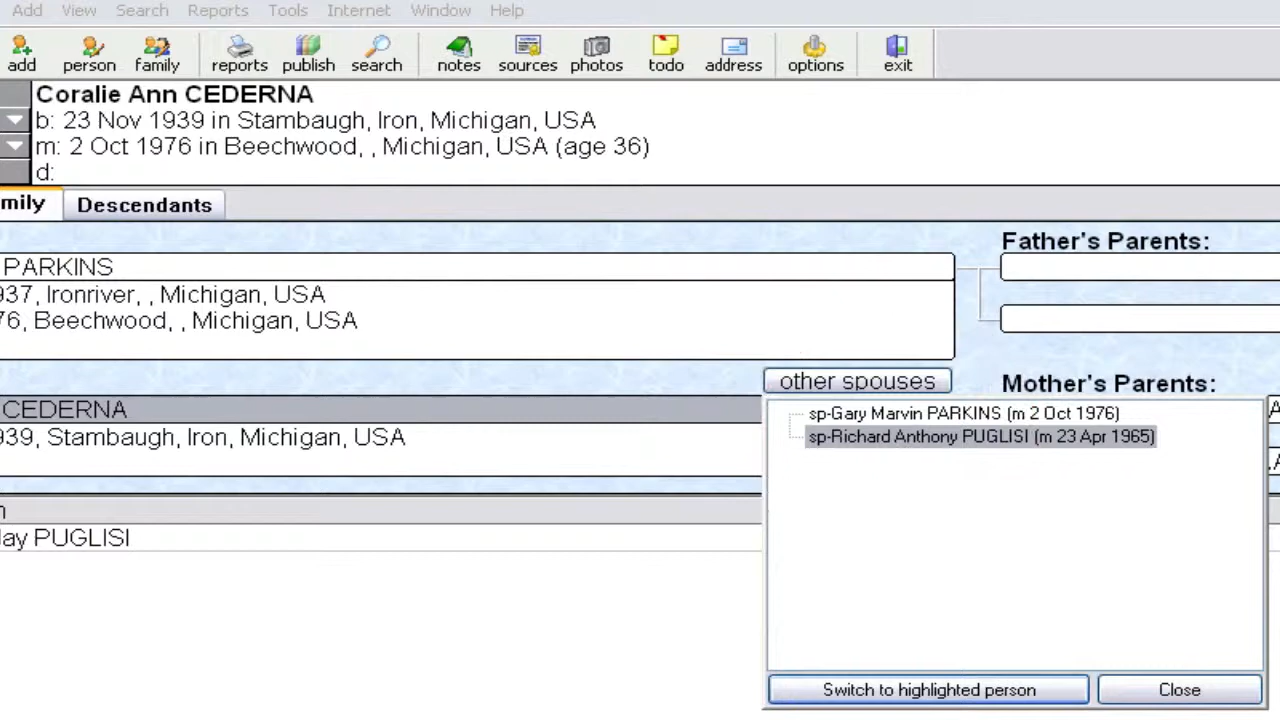 Add View Search Reports Tools Internet Window Help
add person family reports publish search notes sources photos todo address options exit
Coralie Ann CEDERNA
b: 23 Nov 1939 in Stambaugh, Iron, Michigan, USA
m: 2 Oct 1976 in Beechwood, , Michigan, USA (age 36)
d:
mily Descendants
Father's Parents:
PARKINS
937, Ironriver, , Michigan, USA
76, Beechwood, , Michigan, USA
other spouses Mother's Parents:
CEDERNA
939, Stambaugh, Iron, Michigan, USA
sp-Gary Marvin PARKINS (m 2 Oct 1976)
sp-Richard Anthony PUGLISI (m 23 Apr 1965)
lay PUGLISI
Switch to highlighted person Close